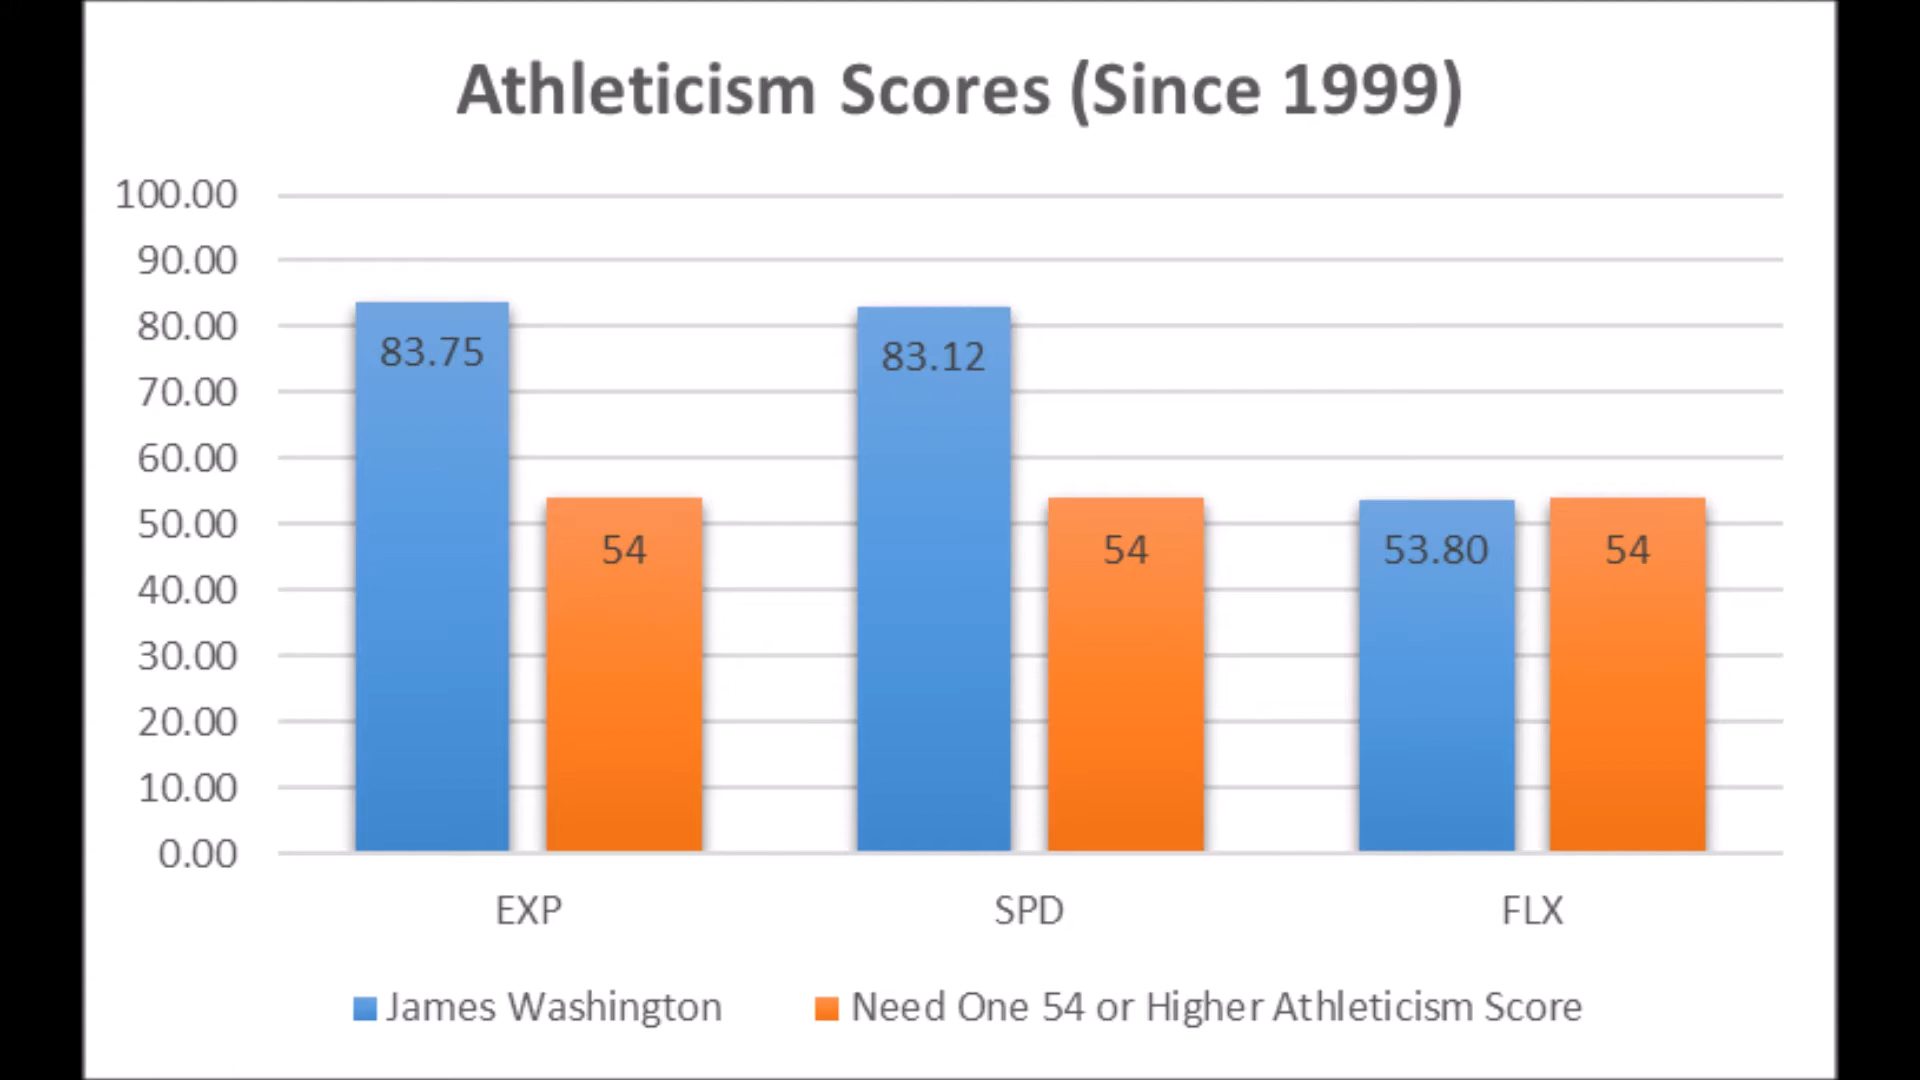 Athleticism Scores (Since 1999)
100.00
90.00
80.00
70.00
60.00
50.00
40.00
30.00
20.00
10.00
0.00
83.75
54
83.12
54
53.80
54
EXP
SPD
FLX
James Washington
Need One 54 or Higher Athleticism Score